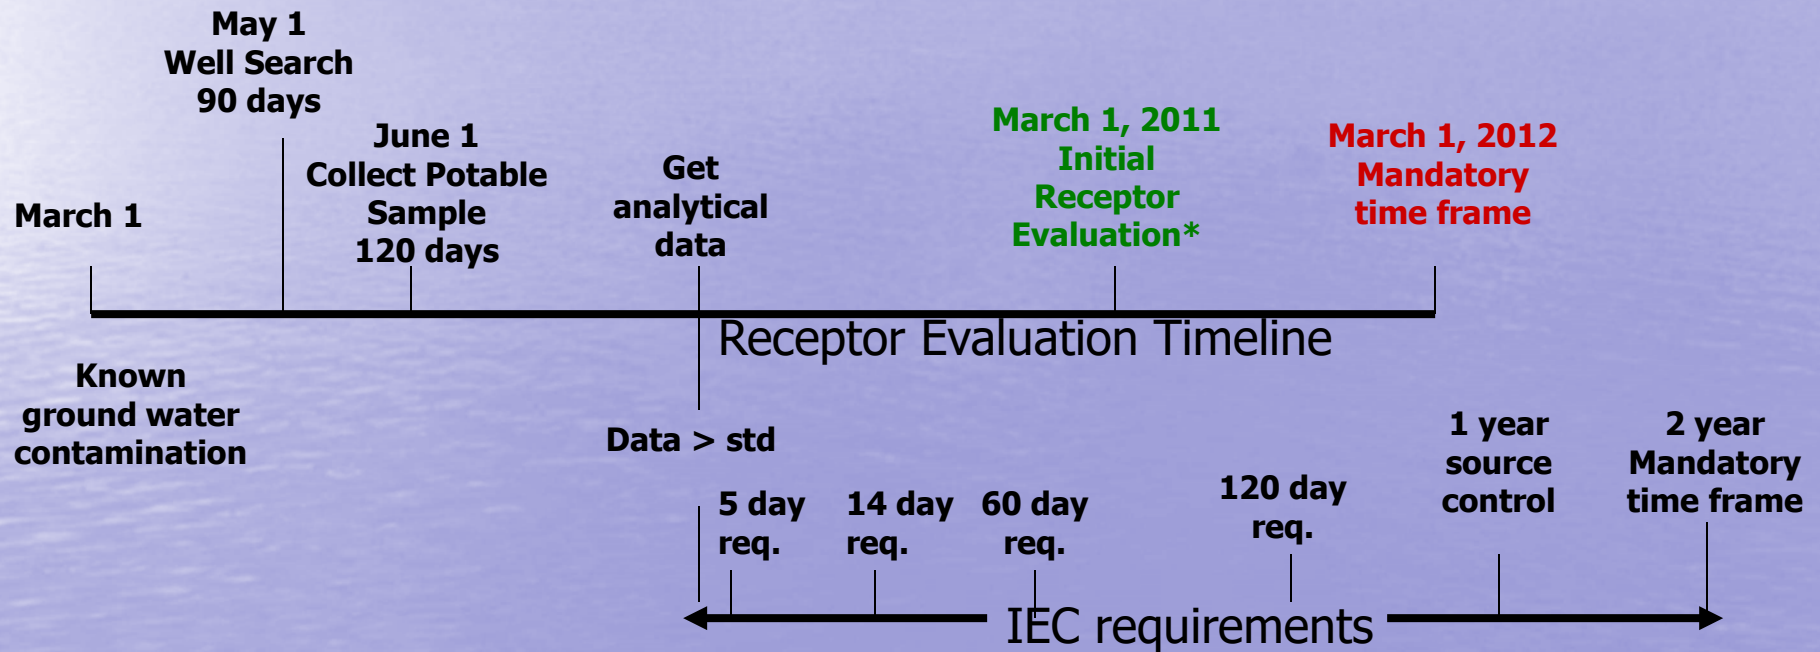 May 1
Well Search
90 days
June 1
Collect Potable
Sample
120 days
March 1
Get
analytical
data
March 1, 2011
Initial
Receptor
Evaluation*
March 1, 2012
Mandatory
time frame
Receptor Evaluation Timeline
Known
ground water
contamination
Data > std
5 day
req.
14 day
req.
60 day
req.
120 day
req.
1 year
source
control
2 year
Mandatory
time frame
IEC requirements